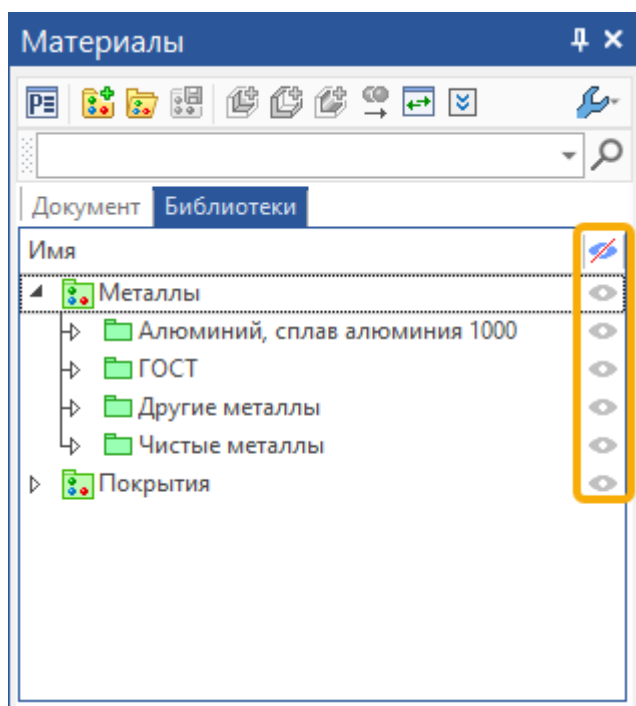 Материалы
Документ Библиотеки
Имя
Металлы
Алюминий, сплав алюминия 1000
ГОСТ
Другие металлы
Чистые металлы
Покрытия